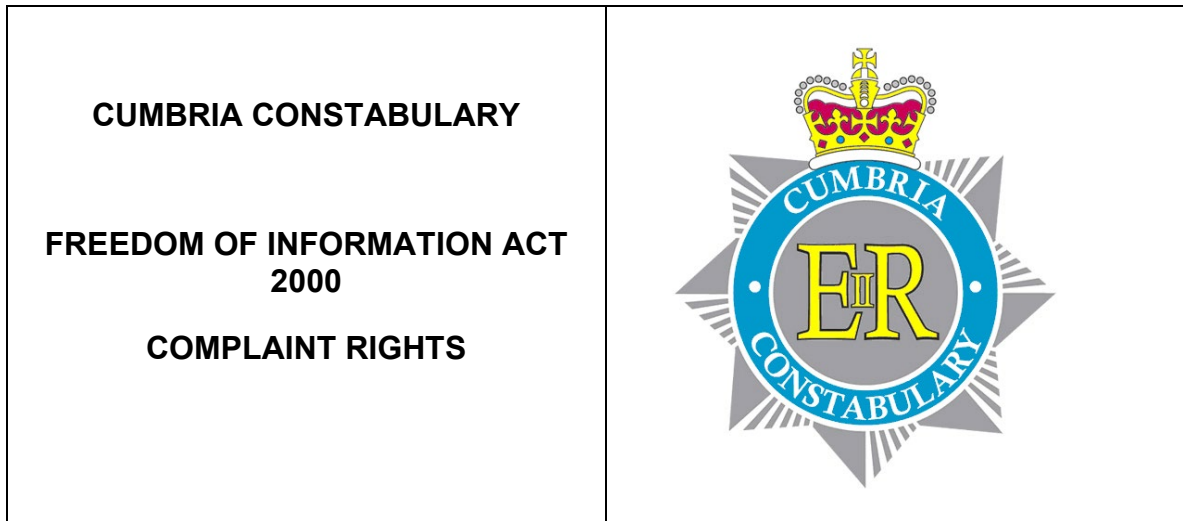 CUMBRIA CONSTABULARY
FREEDOM OF INFORMATION ACT
2000
COMPLAINT RIGHTS
CUMBRIA
EIIR
CONSTABULARY